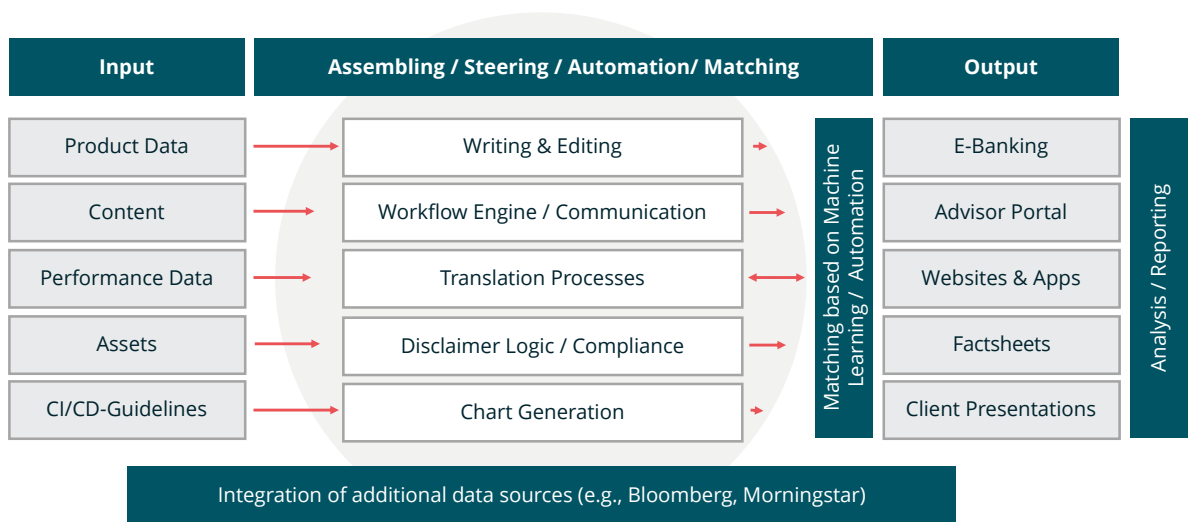 Input
Assembling / Steering / Automation/ Matching
Output
Product Data
Writing & Editing
E-Banking
Content
Workflow Engine / Communication
Advisor Portal
Performance Data
Translation Processes
Websites & Apps
Assets
Disclaimer Logic / Compliance
Factsheets
CI/CD-Guidelines
Chart Generation
Client Presentations
Matching based on Machine
Learning / Automation
Analysis / Reporting
Integration of additional data sources (e.g., Bloomberg, Morningstar)